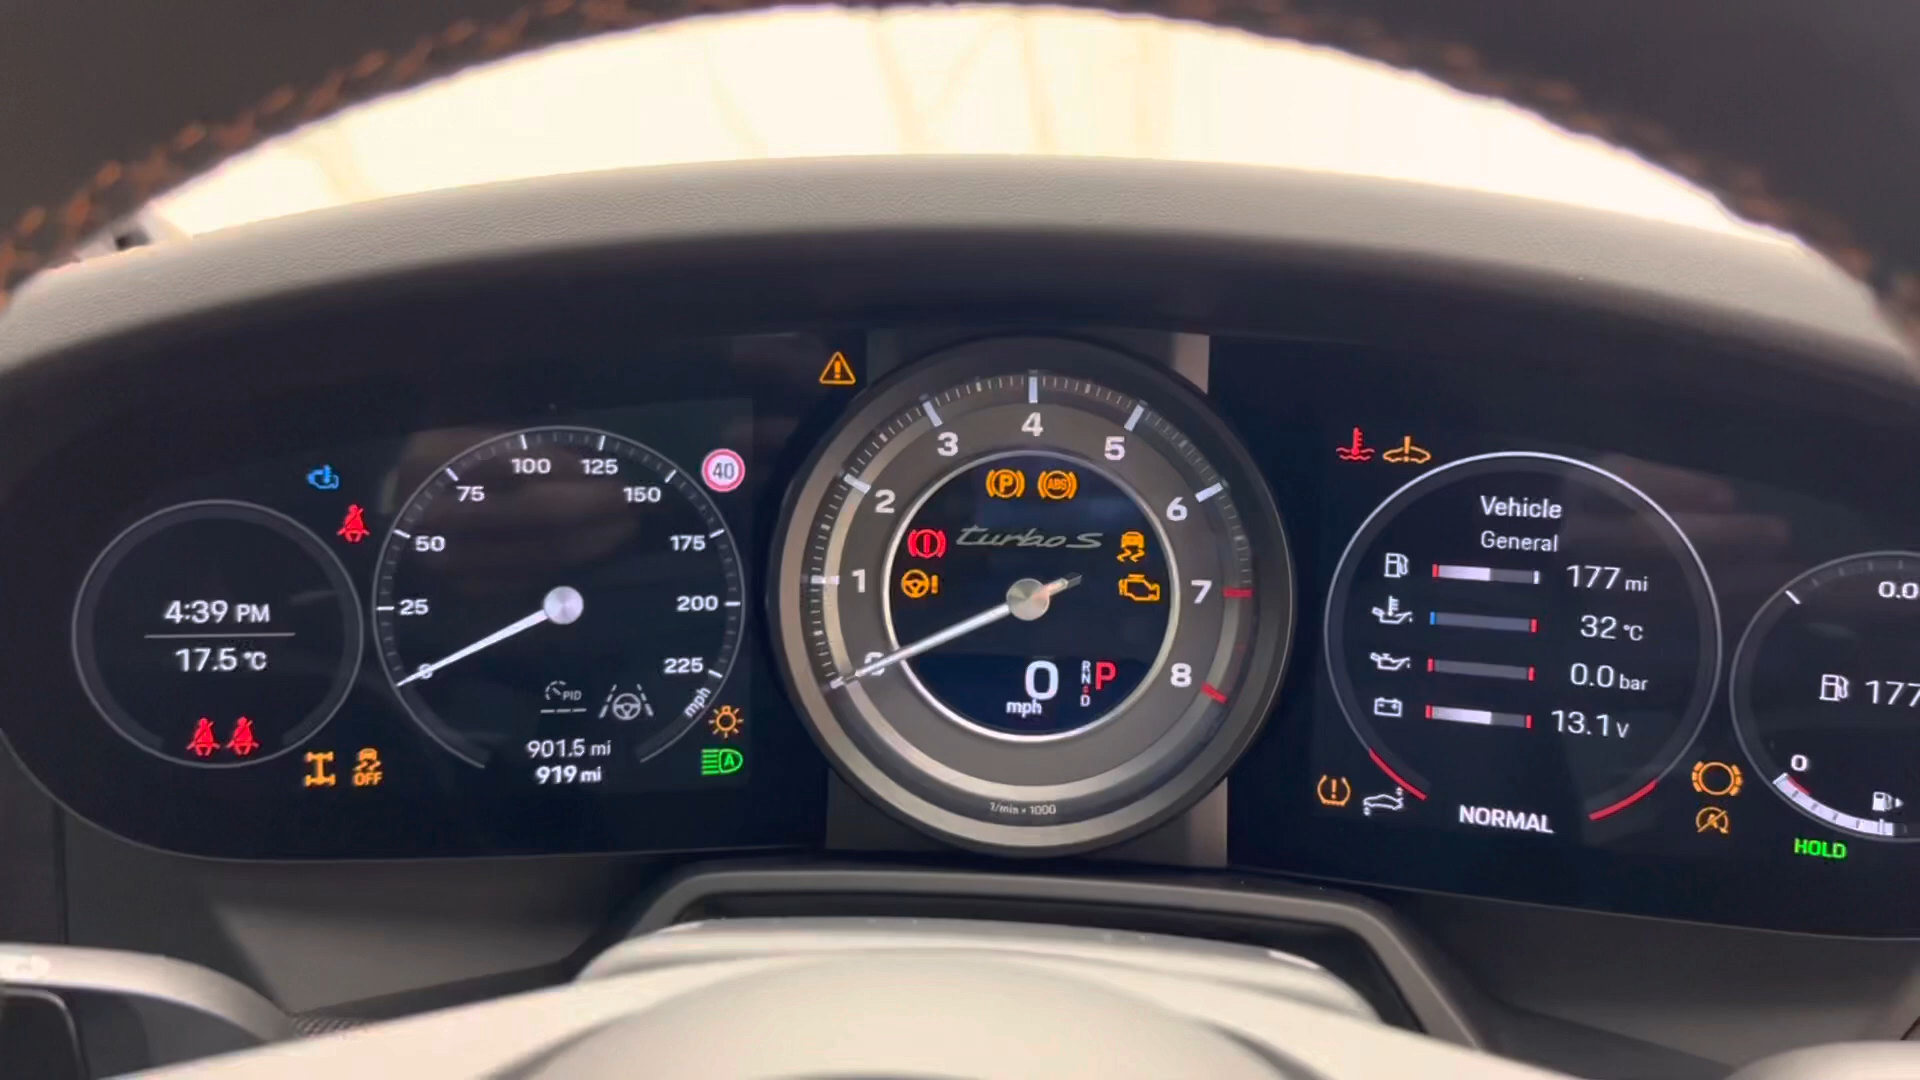 4:39 PM
17.5 °C
25
50
75
100
125
150
175
200
225
mph
40
PID
901.5 mi
919 mi
OFF
A
0
1
2
3
4
5
6
7
8
P
ABS
turbo S
0
mph
R
N
D
P
1/min × 1000
Vehicle
General
177 mi
32 °C
0.0 bar
13.1 V
NORMAL
A
0.0
177
0
HOLD